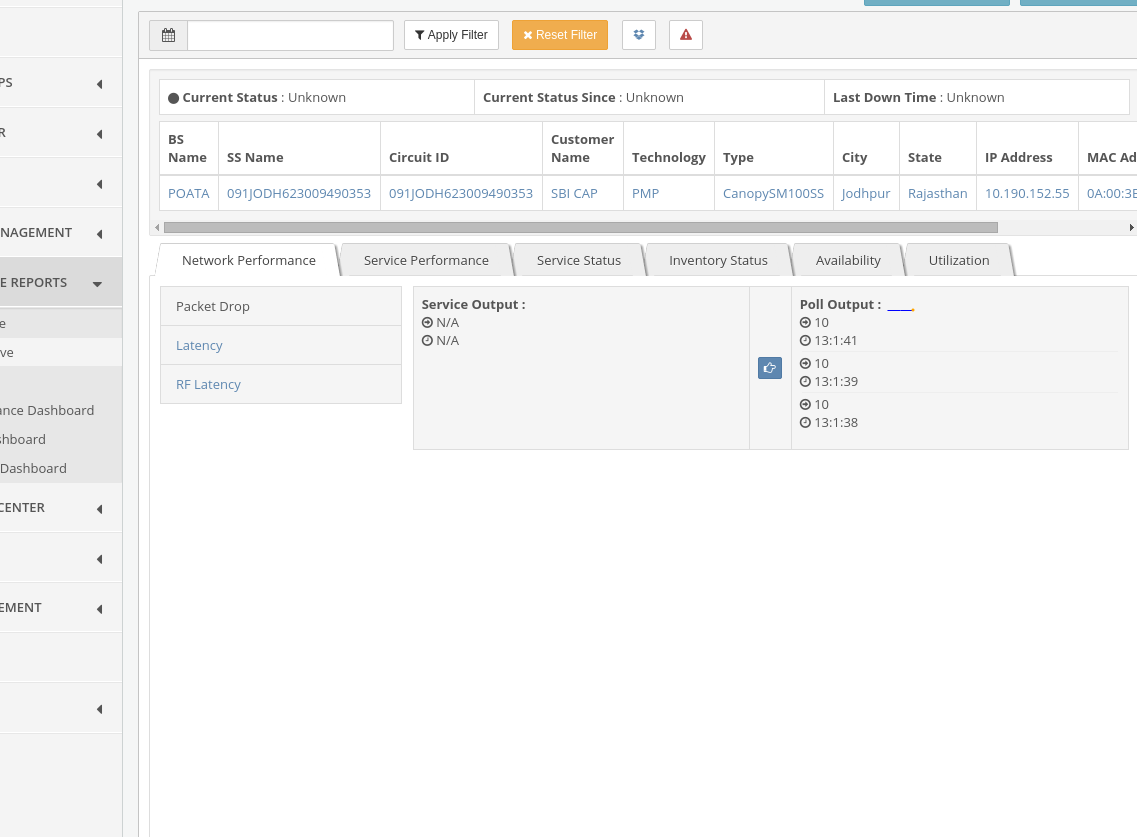 Apply Filter
Reset Filter
Current Status : Unknown
Current Status Since : Unknown
Last Down Time : Unknown
BS Name
SS Name
Circuit ID
Customer Name
Technology
Type
City
State
IP Address
MAC Ad
POATA
091JODH623009490353
091JODH623009490353
SBI CAP
PMP
CanopySM100SS
Jodhpur
Rajasthan
10.190.152.55
0A:00:3E
PS
R
NAGEMENT
E REPORTS
e
ve
ance Dashboard
shboard
Dashboard
CENTER
EMENT
Network Performance
Service Performance
Service Status
Inventory Status
Availability
Utilization
Packet Drop
Latency
RF Latency
Service Output :
N/A
N/A
Poll Output :
10
13:1:41
10
13:1:39
10
13:1:38